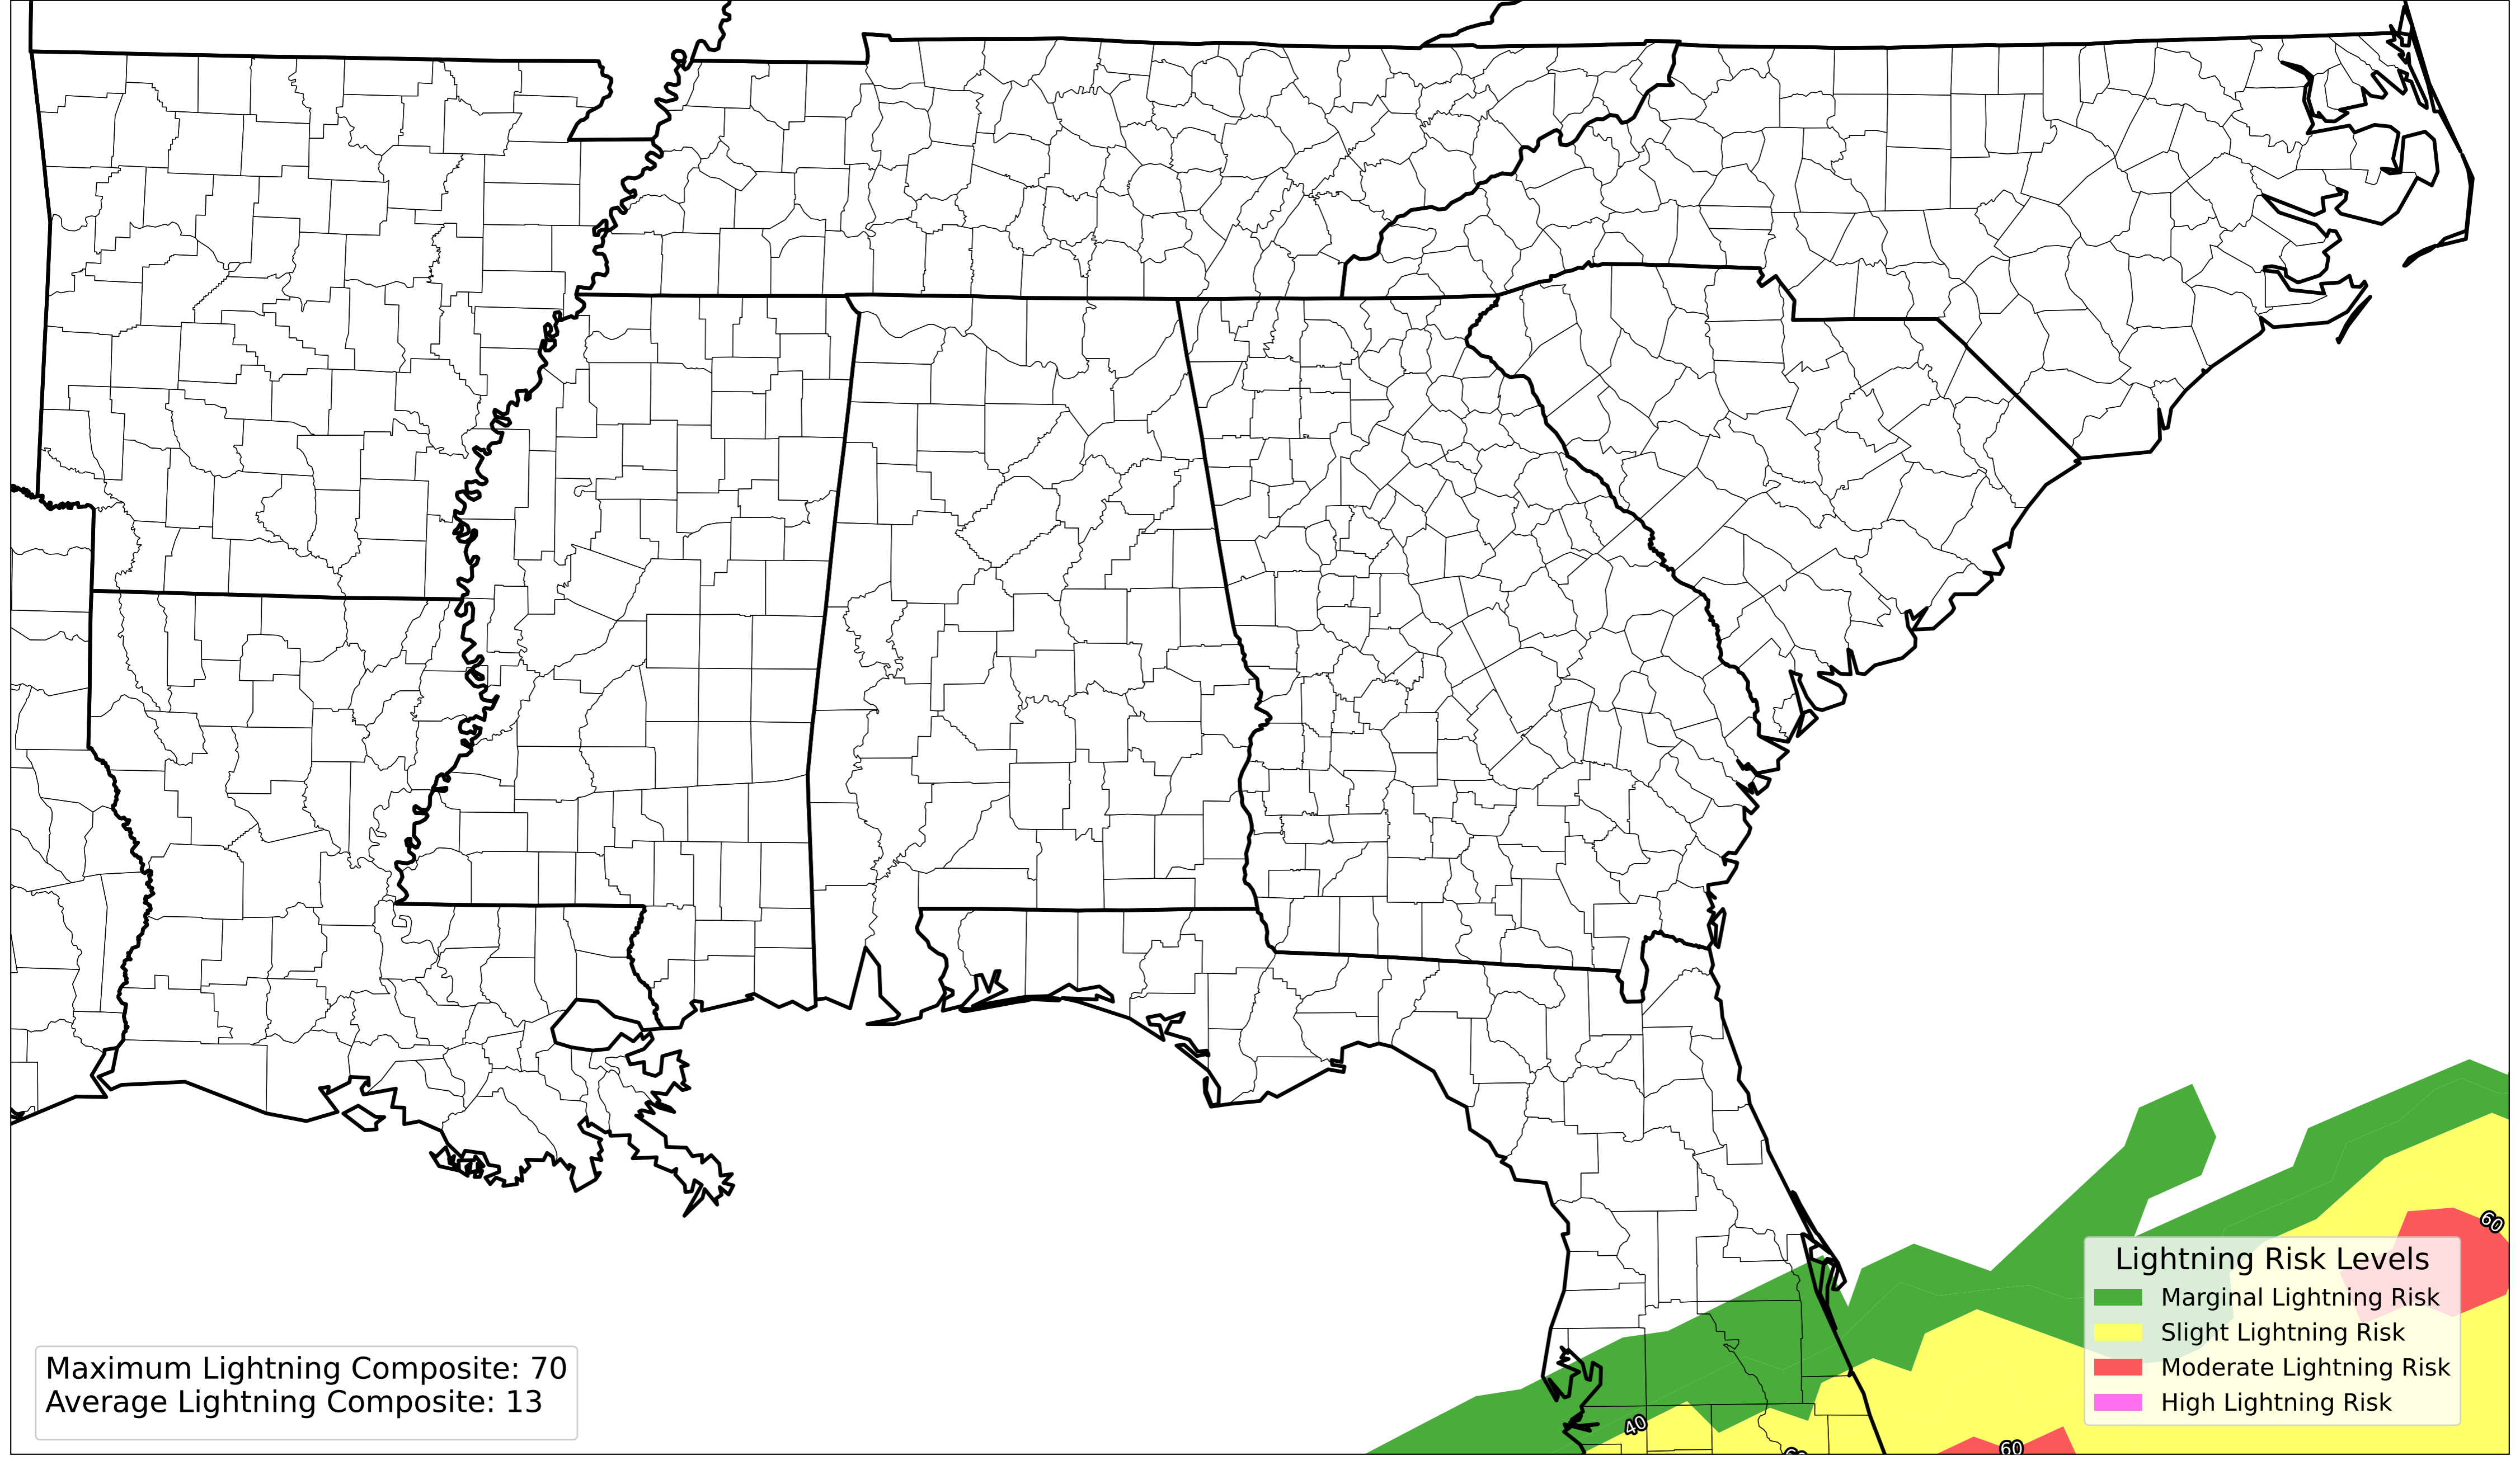 60
Lightning Risk Levels
Marginal Lightning Risk
Slight Lightning Risk
Moderate Lightning Risk
High Lightning Risk
Maximum Lightning Composite: 70
Average Lightning Composite: 13
40
60